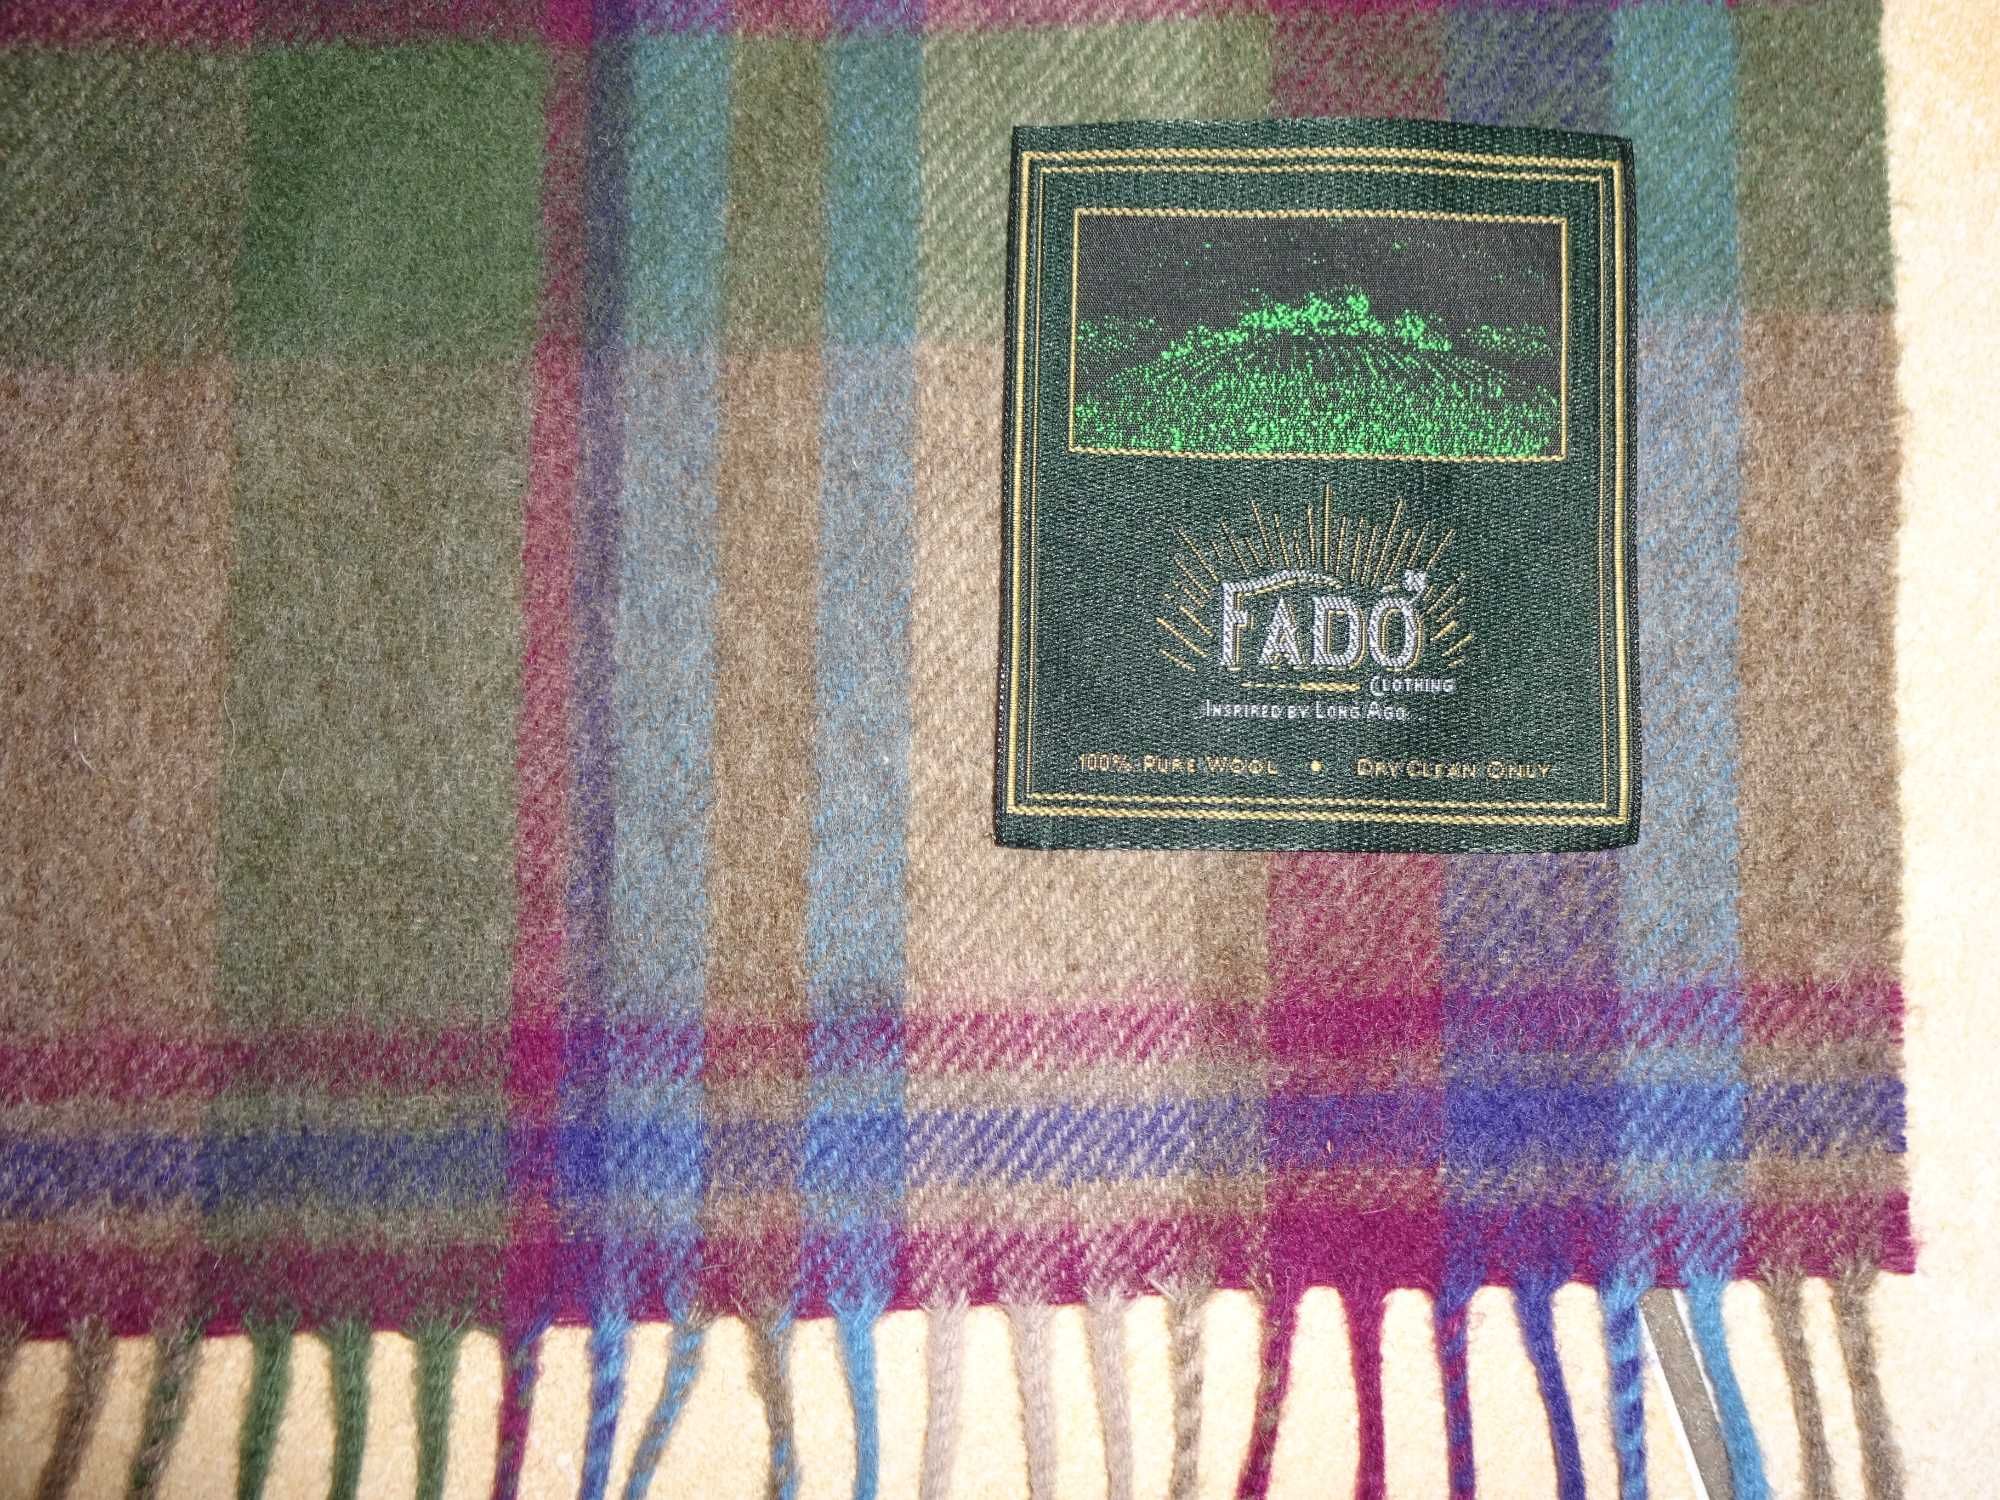 FADÓ
CLOTHING
INSPIRED BY LONG AGO
100% PURE WOOL • DRY CLEAN ONLY